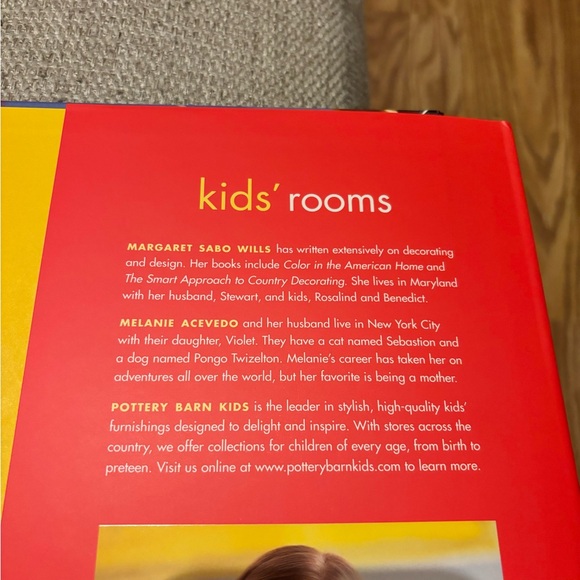 kids' rooms
MARGARET SABO WILLS has written extensively on decorating
and design. Her books include Color in the American Home and
The Smart Approach to Country Decorating. She lives in Maryland
with her husband, Stewart, and kids, Rosalind and Benedict.
MELANIE ACEVEDO and her husband live in New York City
with their daughter, Violet. They have a cat named Sebastion and
a dog named Pongo Twizelton. Melanie's career has taken her on
adventures all over the world, but her favorite is being a mother.
POTTERY BARN KIDS is the leader in stylish, high-quality kids'
furnishings designed to delight and inspire. With stores across the
country, we offer collections for children of every age, from birth to
preteen. Visit us online at www.potterybarnkids.com to learn more.